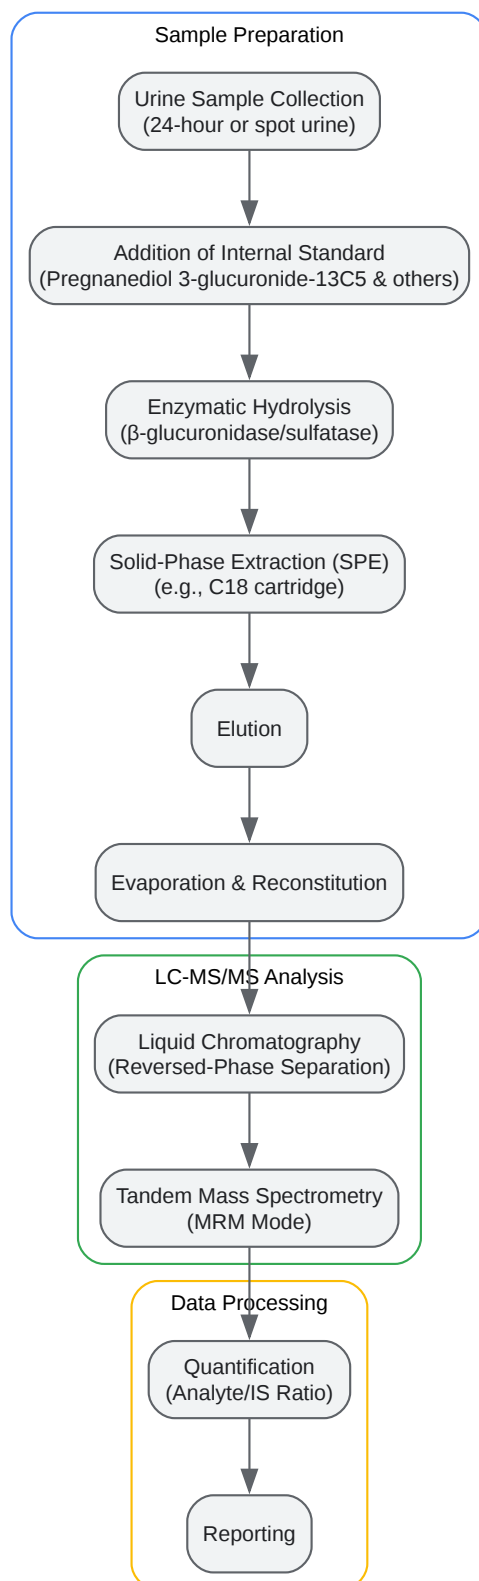 Sample Preparation
Urine Sample Collection
(24-hour or spot urine)
Addition of Internal Standard
(Pregnanediol 3-glucuronide-13C5 & others)
Enzymatic Hydrolysis
(β-glucuronidase/sulfatase)
Solid-Phase Extraction (SPE)
(e.g., C18 cartridge)
Elution
Evaporation & Reconstitution
LC-MS/MS Analysis
Liquid Chromatography
(Reversed-Phase Separation)
Tandem Mass Spectrometry
(MRM Mode)
Data Processing
Quantification
(Analyte/IS Ratio)
Reporting